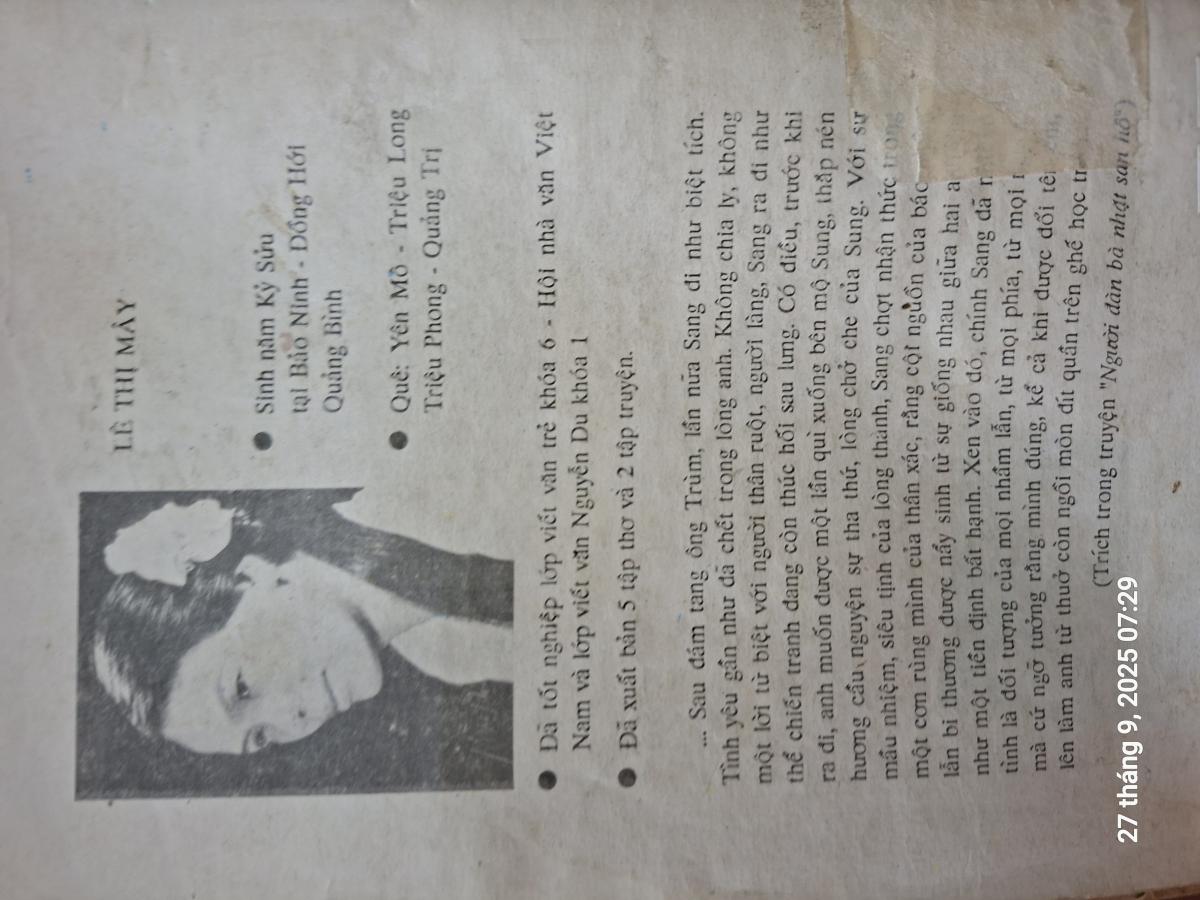 LÊ THỊ MÂY
● Sinh năm Kỷ Sửu
tại Bảo Ninh - Đồng Hới
Quảng Bình
● Quê: Yên Mô - Triệu Long
Triệu Phong - Quảng Trị
● Đã tốt nghiệp lớp viết văn trẻ khóa 6 - Hội nhà văn Việt
Nam và lớp viết văn Nguyễn Du khóa 1
● Đã xuất bản 5 tập thơ và 2 tập truyện.
... Sau đám tang ông Trùm, lần nữa Sang đi như biệt tích.
Tình yêu gần như đã chết trong lòng anh. Không chia ly, không
một lời từ biệt với người thân ruột, người làng, Sang ra đi như
thể chiến tranh đang còn thúc hối sau lưng. Có điều, trước khi
ra đi, anh muốn được một lần quì xuống bên mộ Sung, thắp nén
hương cầu nguyện sự tha thứ, lòng chở che của Sung. Với sự
mầu nhiệm, siêu tịnh của lòng thành, Sang chợt nhận thức trong
một cơn rùng mình của thân xác, rằng cội nguồn của bác
lẫn bi thương được nẩy sinh từ sự giống nhau giữa hai
như một tiền định bất hạnh. Xen vào đó, chính Sang đã
tình là đối tượng của mọi nhầm lẫn, từ mọi phía, từ mọi
mà cứ ngỡ tưởng rằng mình đúng, kể cả khi được đổi
lên làm anh từ thuở còn ngồi mòn đít quần trên ghế học
(Trích trong truyện "Người đàn bà nhặt san hô")
27 tháng 9, 2025 07:29